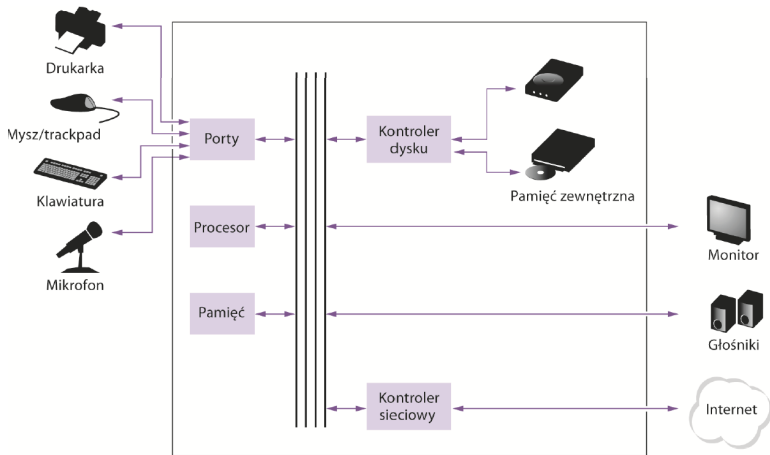 Drukarka
Mysz/trackpad
Klawiatura
Mikrofon
Porty
Procesor
Pamięć
Kontroler
dysku
Pamięć zewnętrzna
Kontroler
sieciowy
Monitor
Głośniki
Internet